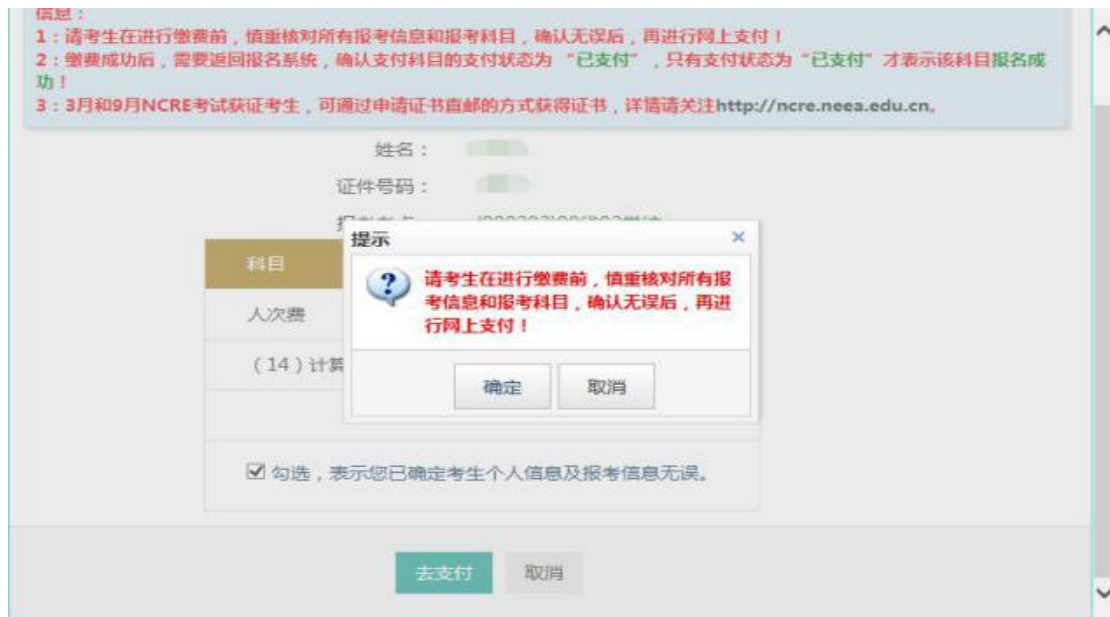 信息：
1：请考生在进行缴费前，慎重核对所有报考信息和报考科目，确认无误后，再进行网上支付！
2：缴费成功后，需要返回报名系统，确认支付科目的支付状态为 “已支付” ，只有支付状态为 “已支付” 才表示该科目报名成
功！
3：3月和9月NCRE考试获证考生，可通过申请证书直邮的方式获得证书，详情请关注http://ncre.neea.edu.cn。
姓名：
证件号码：
提示
科目
请考生在进行缴费前，慎重核对所有报
考信息和报考科目，确认无误后，再进
行网上支付！
人次费
（14）计算
确定 取消
勾选，表示您已确定考生个人信息及报考信息无误。
去支付 取消